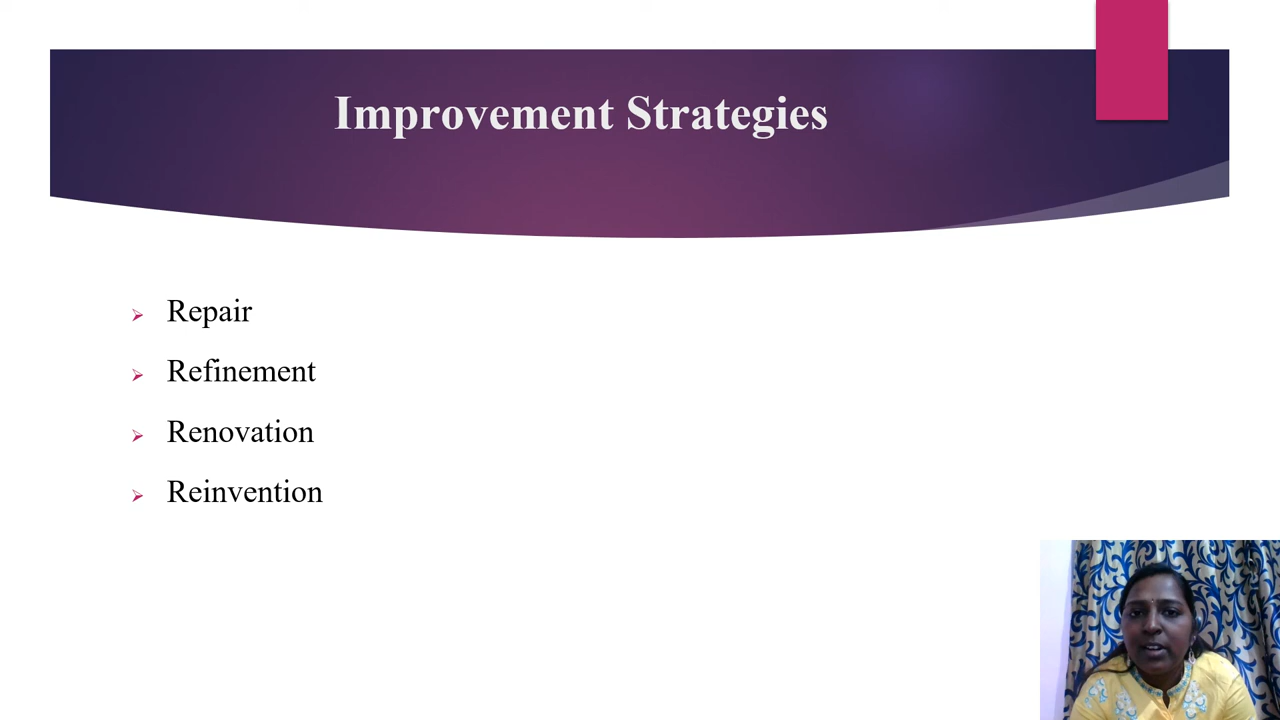 Improvement Strategies
Repair
Refinement
Renovation
Reinvention